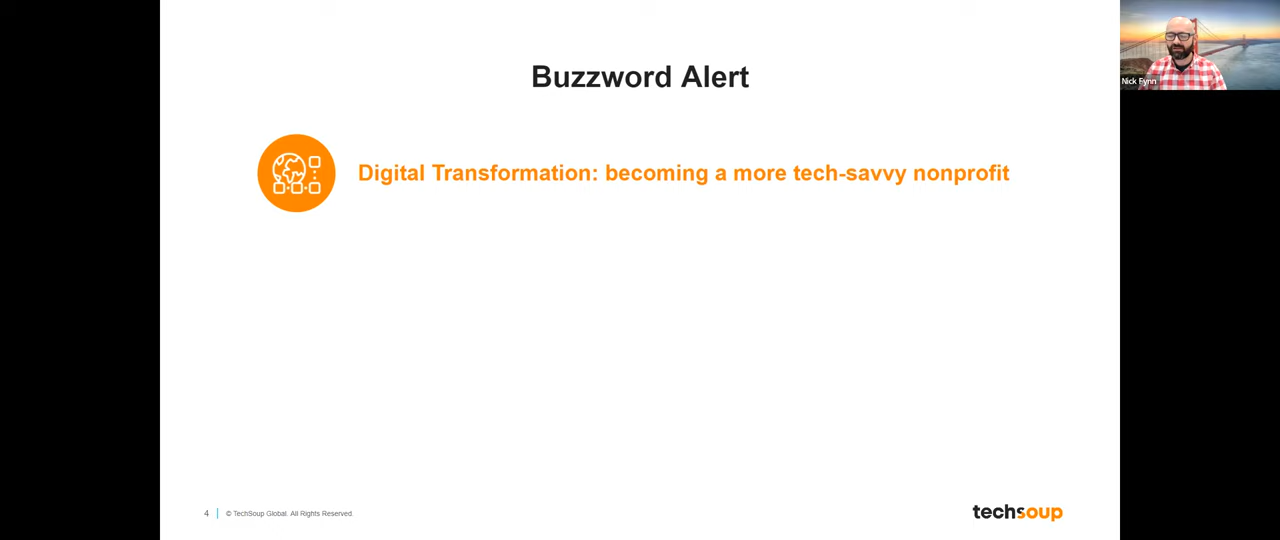 Buzzword Alert
Nick Fynn
Digital Transformation: becoming a more tech-savvy nonprofit
4 © TechSoup Global. All Rights Reserved.
techsoup